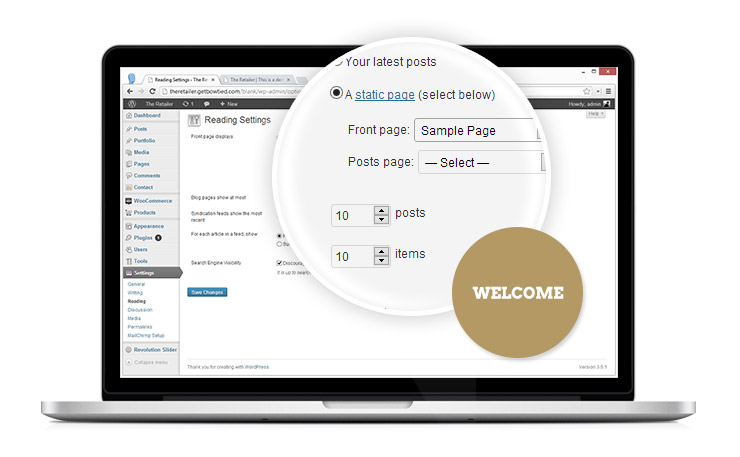 Reading Settings - The Retailer
The Retailer | This is a de
theretailer.getbowtied.com/blank/wp-admin/optio
The Retailer
1
+ New
Howdy, admin
Help
Dashboard
Posts
Portfolio
Media
Pages
Comments
Contact
WooCommerce
Products
Appearance
Plugins 1
Users
Tools
Settings
General
Writing
Reading
Discussion
Media
Permalinks
MailChimp Setup
Revolution Slider
Collapse menu
Reading Settings
Front page displays
Blog pages show at most
Syndication feeds show the most
recent
For each article in a feed, show
Search Engine Visibility
Discourag
It is up to searc
Save Changes
Thank you for creating with WordPress.
Version 3.5.1
Your latest posts
A static page (select below)
Front page: Sample Page
Posts page: — Select —
10 posts
10 items
WELCOME